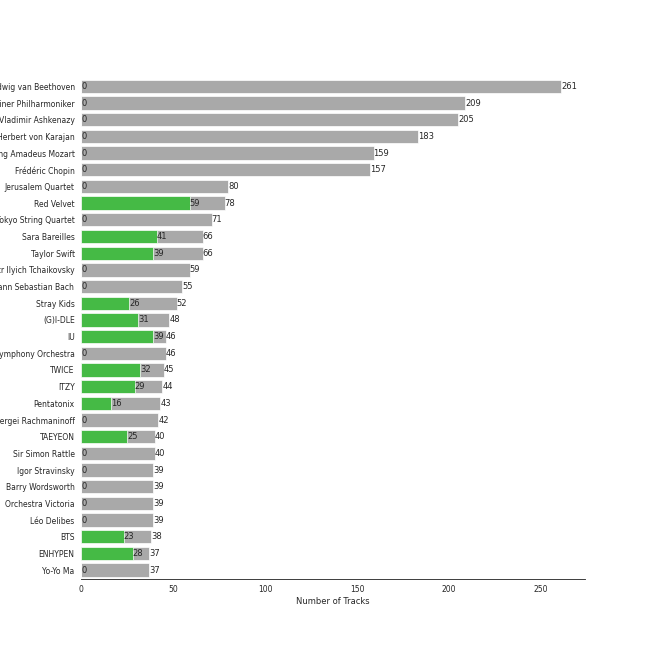 dwig van Beethoven 0 261
iner Philharmoniker 0 209
Vladimir Ashkenazy 0 205
Herbert von Karajan 0 183
ng Amadeus Mozart 0 159
Frédéric Chopin 0 157
Jerusalem Quartet 0 80
Red Velvet 59 78
okyo String Quartet 0 71
Sara Bareilles 41 66
Taylor Swift 39 66
r Ilyich Tchaikovsky 0 59
ann Sebastian Bach 0 55
Stray Kids 26 52
(G)I-DLE 31 48
IU 39 46
ymphony Orchestra 0 46
TWICE 32 45
ITZY 29 44
Pentatonix 16 43
ergei Rachmaninoff 0 42
TAEYEON 25 40
Sir Simon Rattle 0 40
Igor Stravinsky 0 39
Barry Wordsworth 0 39
Orchestra Victoria 0 39
Léo Delibes 0 39
BTS 23 38
ENHYPEN 28 37
Yo-Yo Ma 0 37
0 50 100 150 200 250
Number of Tracks